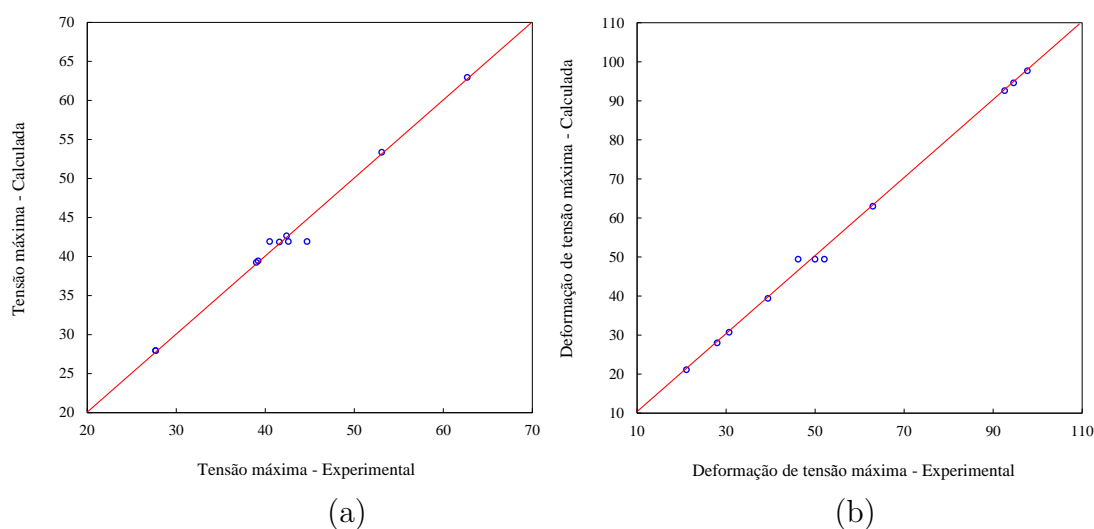 70
65
60
55
50
45
40
35
30
25
20
20 30 40 50 60 70
Tensão máxima - Calculada
Tensão máxima - Experimental
(a)
110
100
90
80
70
60
50
40
30
20
10
10 30 50 70 90 110
Deformação de tensão máxima - Calculada
Deformação de tensão máxima - Experimental
(b)